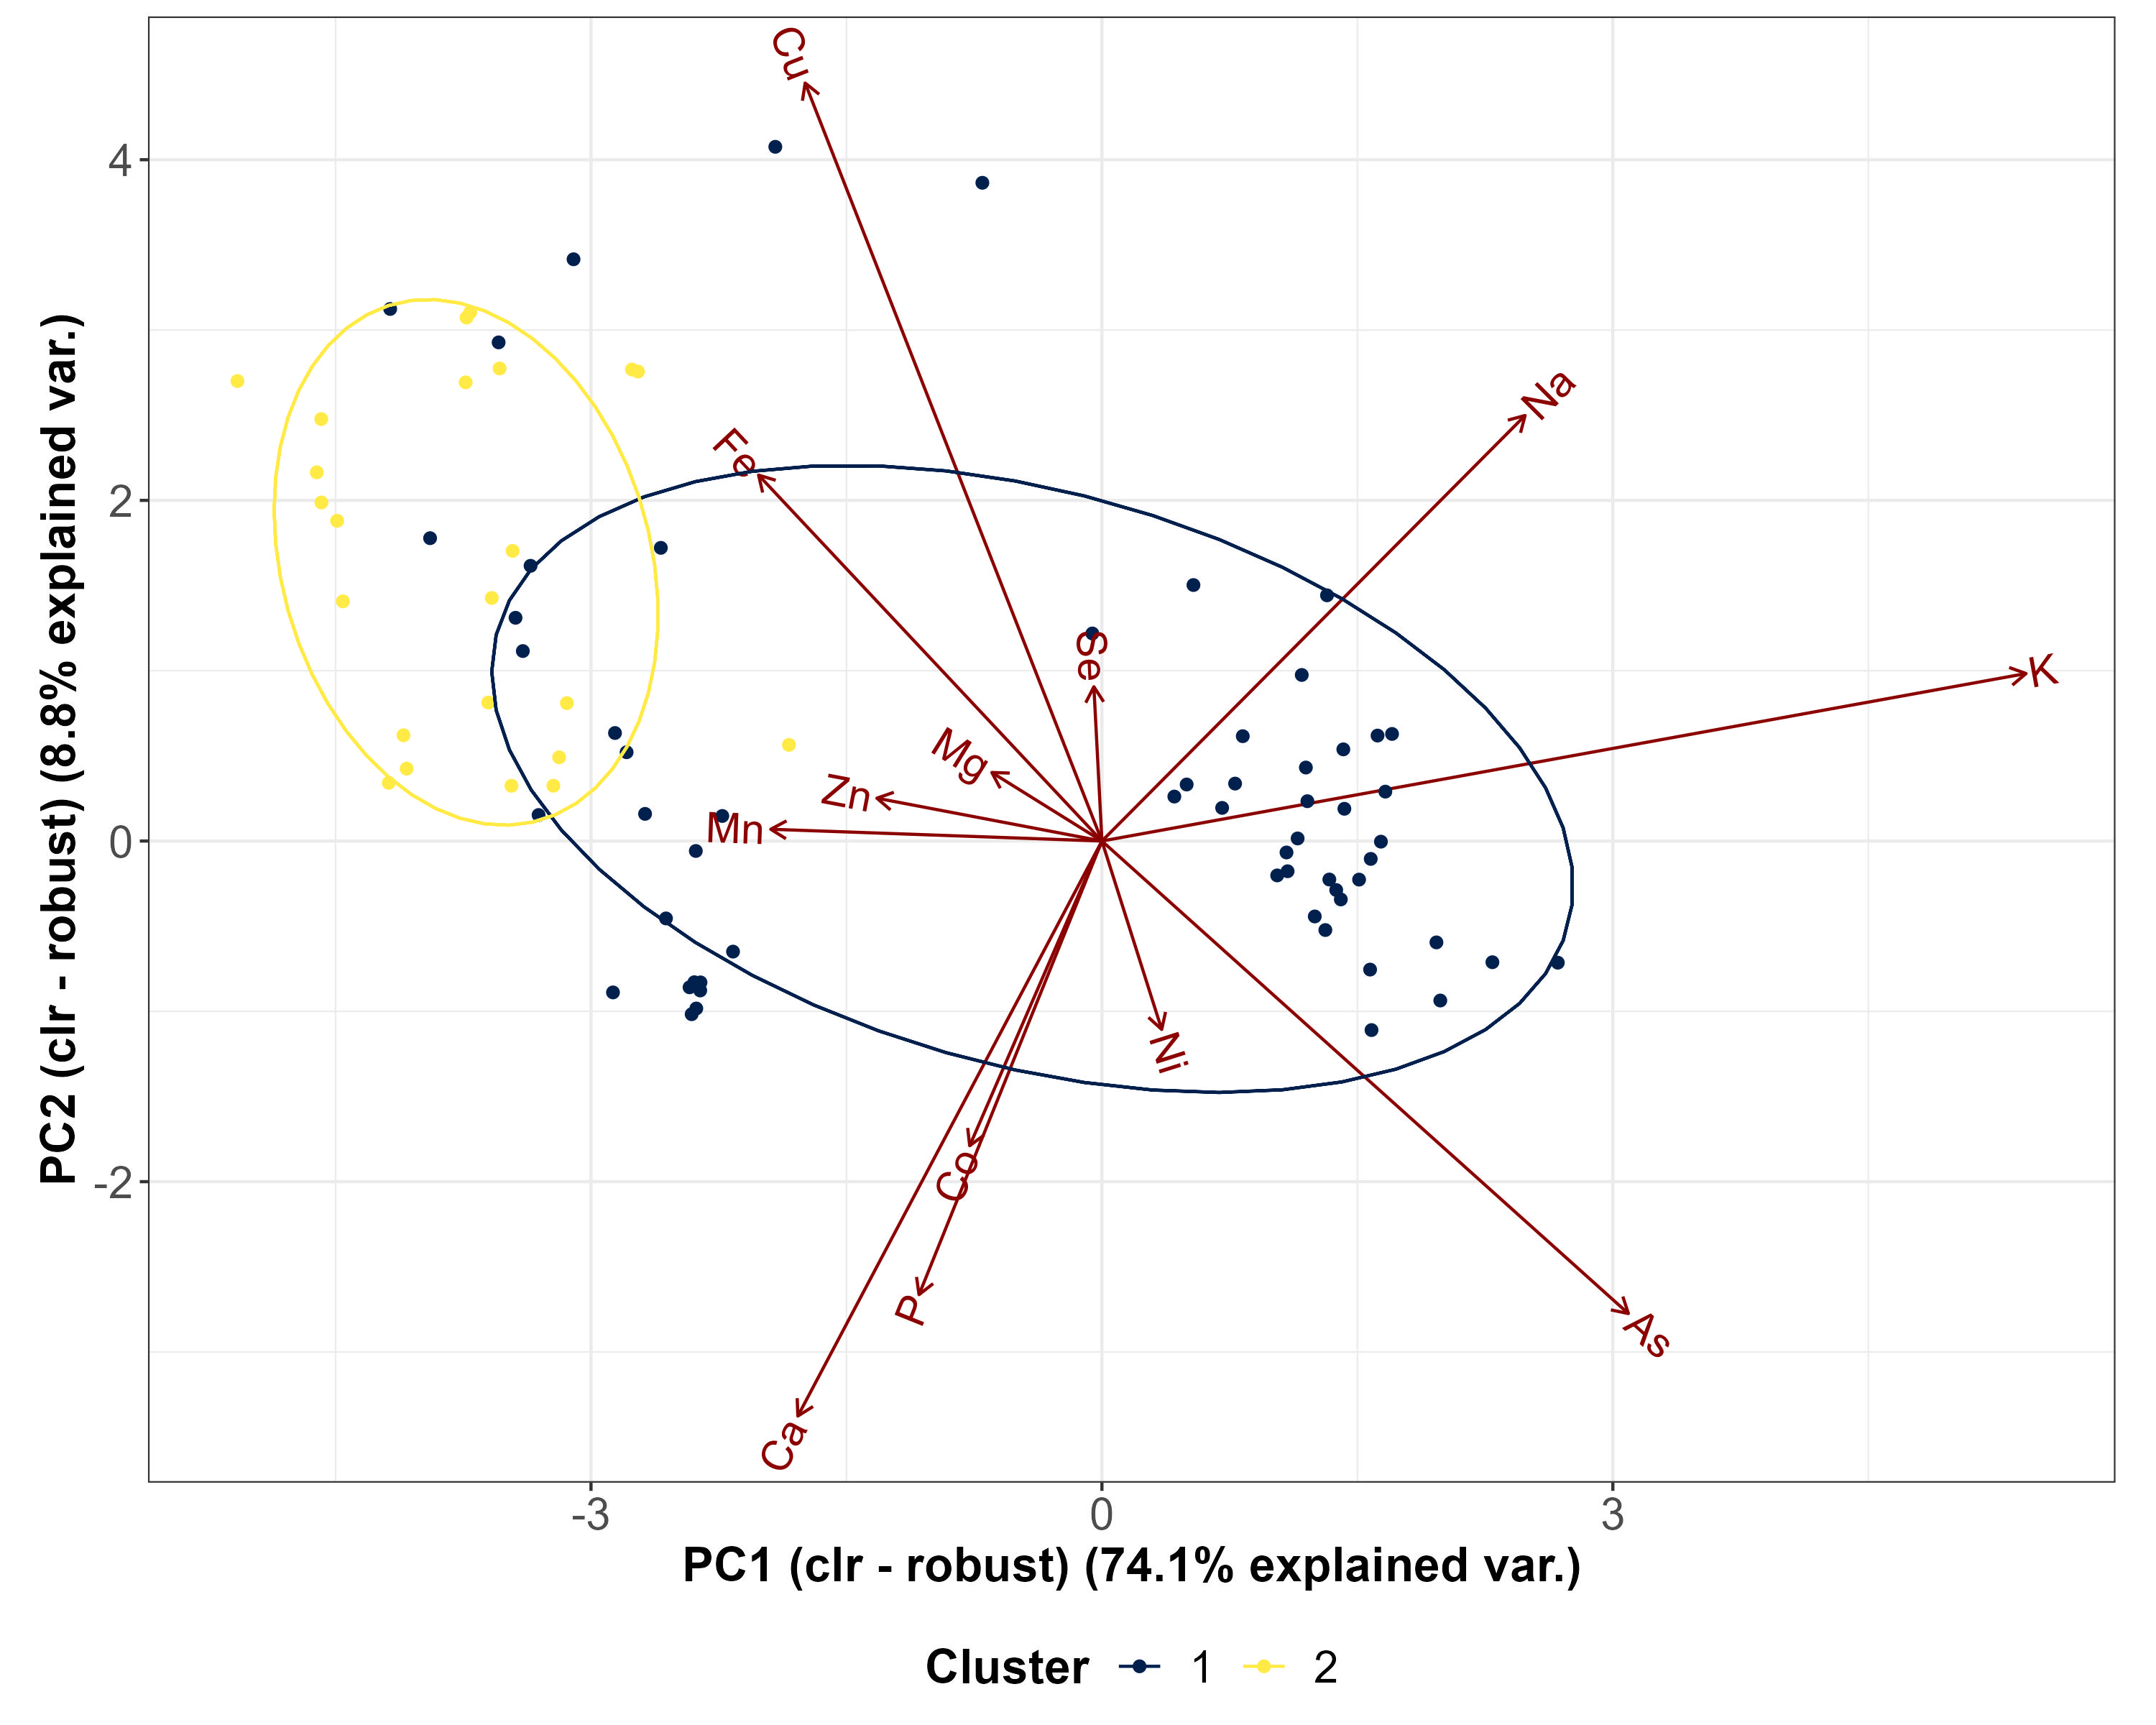 Cu
4
Na
Fe
2
Se
K
Mg
Zn
Mn
0
Ni
Co
-2
P
As
Ca
PC2 (clr - robust) (8.8% explained var.)
-3
0
3
PC1 (clr - robust) (74.1% explained var.)
Cluster 1 2